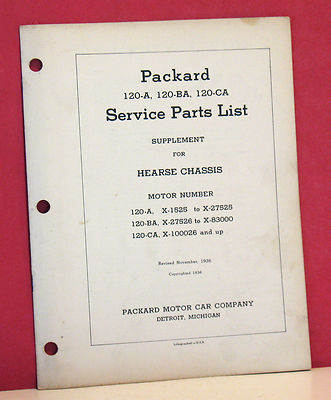 Packard
120-A, 120-BA, 120-CA
Service Parts List
SUPPLEMENT
FOR
HEARSE CHASSIS
MOTOR NUMBER
120-A, X-1525 to X-27525
120-BA, X-27526 to X-83000
120-CA, X-100026 and up
Revised November, 1936
Copyrighted 1936
PACKARD MOTOR CAR COMPANY
DETROIT, MICHIGAN
Lithographed in U.S.A.